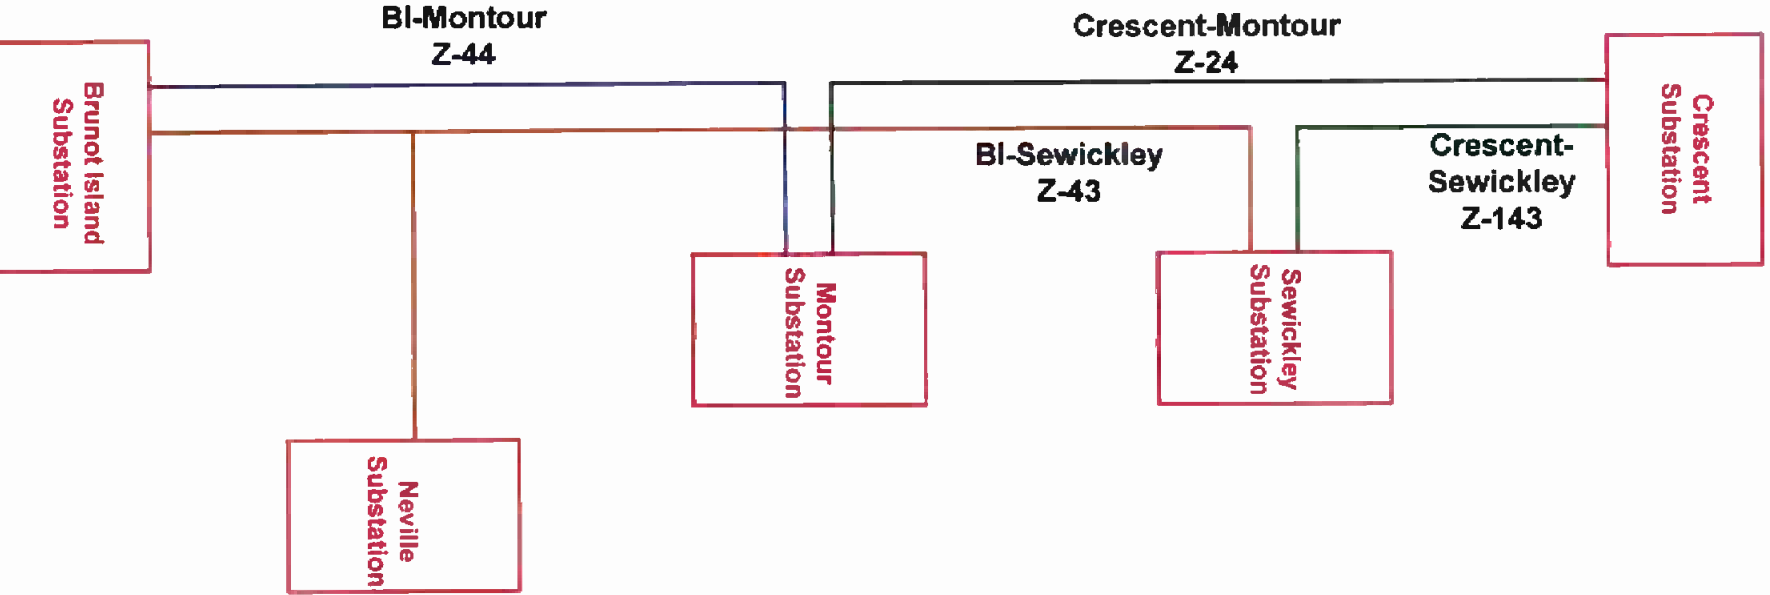 BI-Montour
Z-44
Crescent-Montour
Z-24
Brunot Island
Substation
Crescent
Substation
BI-Sewickley
Z-43
Crescent-
Sewickley
Z-143
Montour
Substation
Sewickley
Substation
Neville
Substation